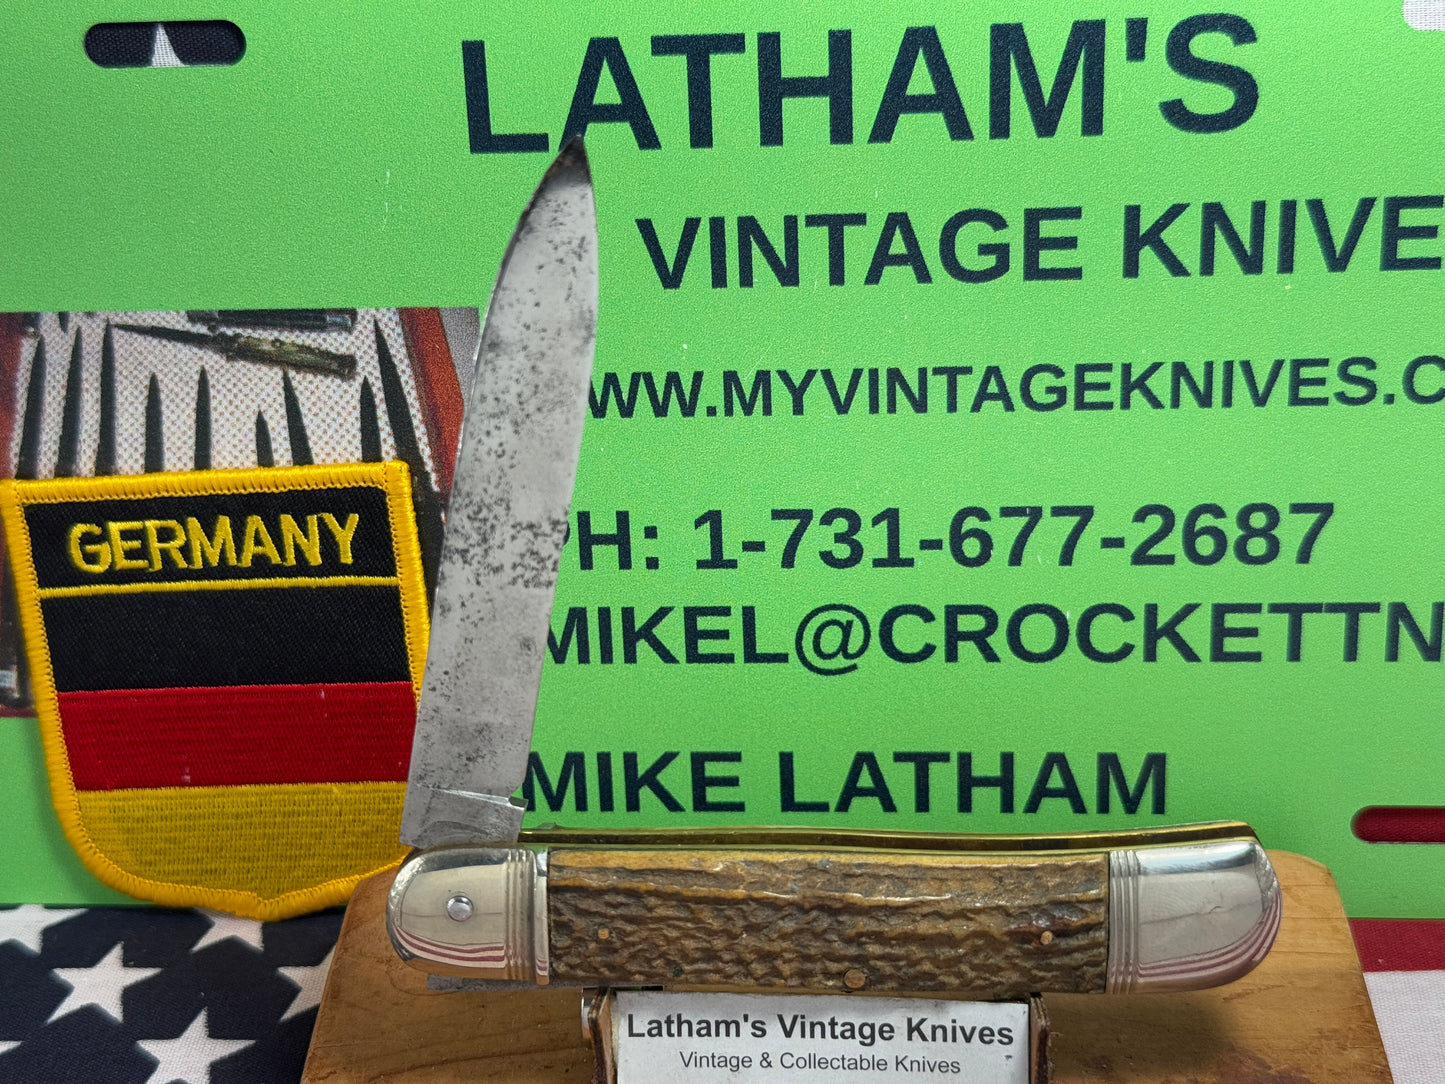 LATHAM'S
VINTAGE KNIVE
WW.MYVINTAGEKNIVES.C
PH: 1-731-677-2687
MIKEL@CROCKETTN
MIKE LATHAM
GERMANY
Latham's Vintage Knives
Vintage & Collectable Knives